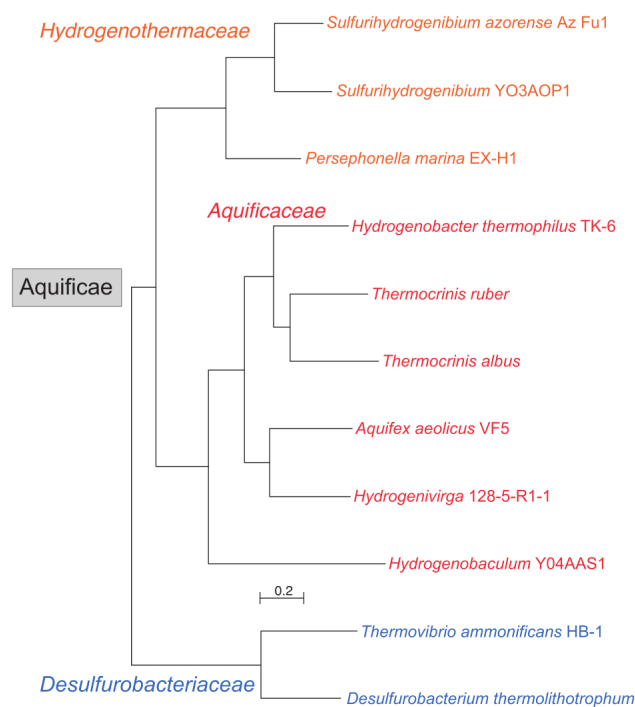 Hydrogenothermaceae
Sulfurihydrogenibium azorense Az Fu1
Sulfurihydrogenibium YO3AOP1
Persephonella marina EX-H1
Aquificaceae
Hydrogenobacter thermophilus TK-6
Aquificae
Thermocrinis ruber
Thermocrinis albus
Aquifex aeolicus VF5
Hydrogenivirga 128-5-R1-1
Hydrogenobaculum Y04AAS1
0.2
Thermovibrio ammonificans HB-1
Desulfurobacteriaceae
Desulfurobacterium thermolithotrophum